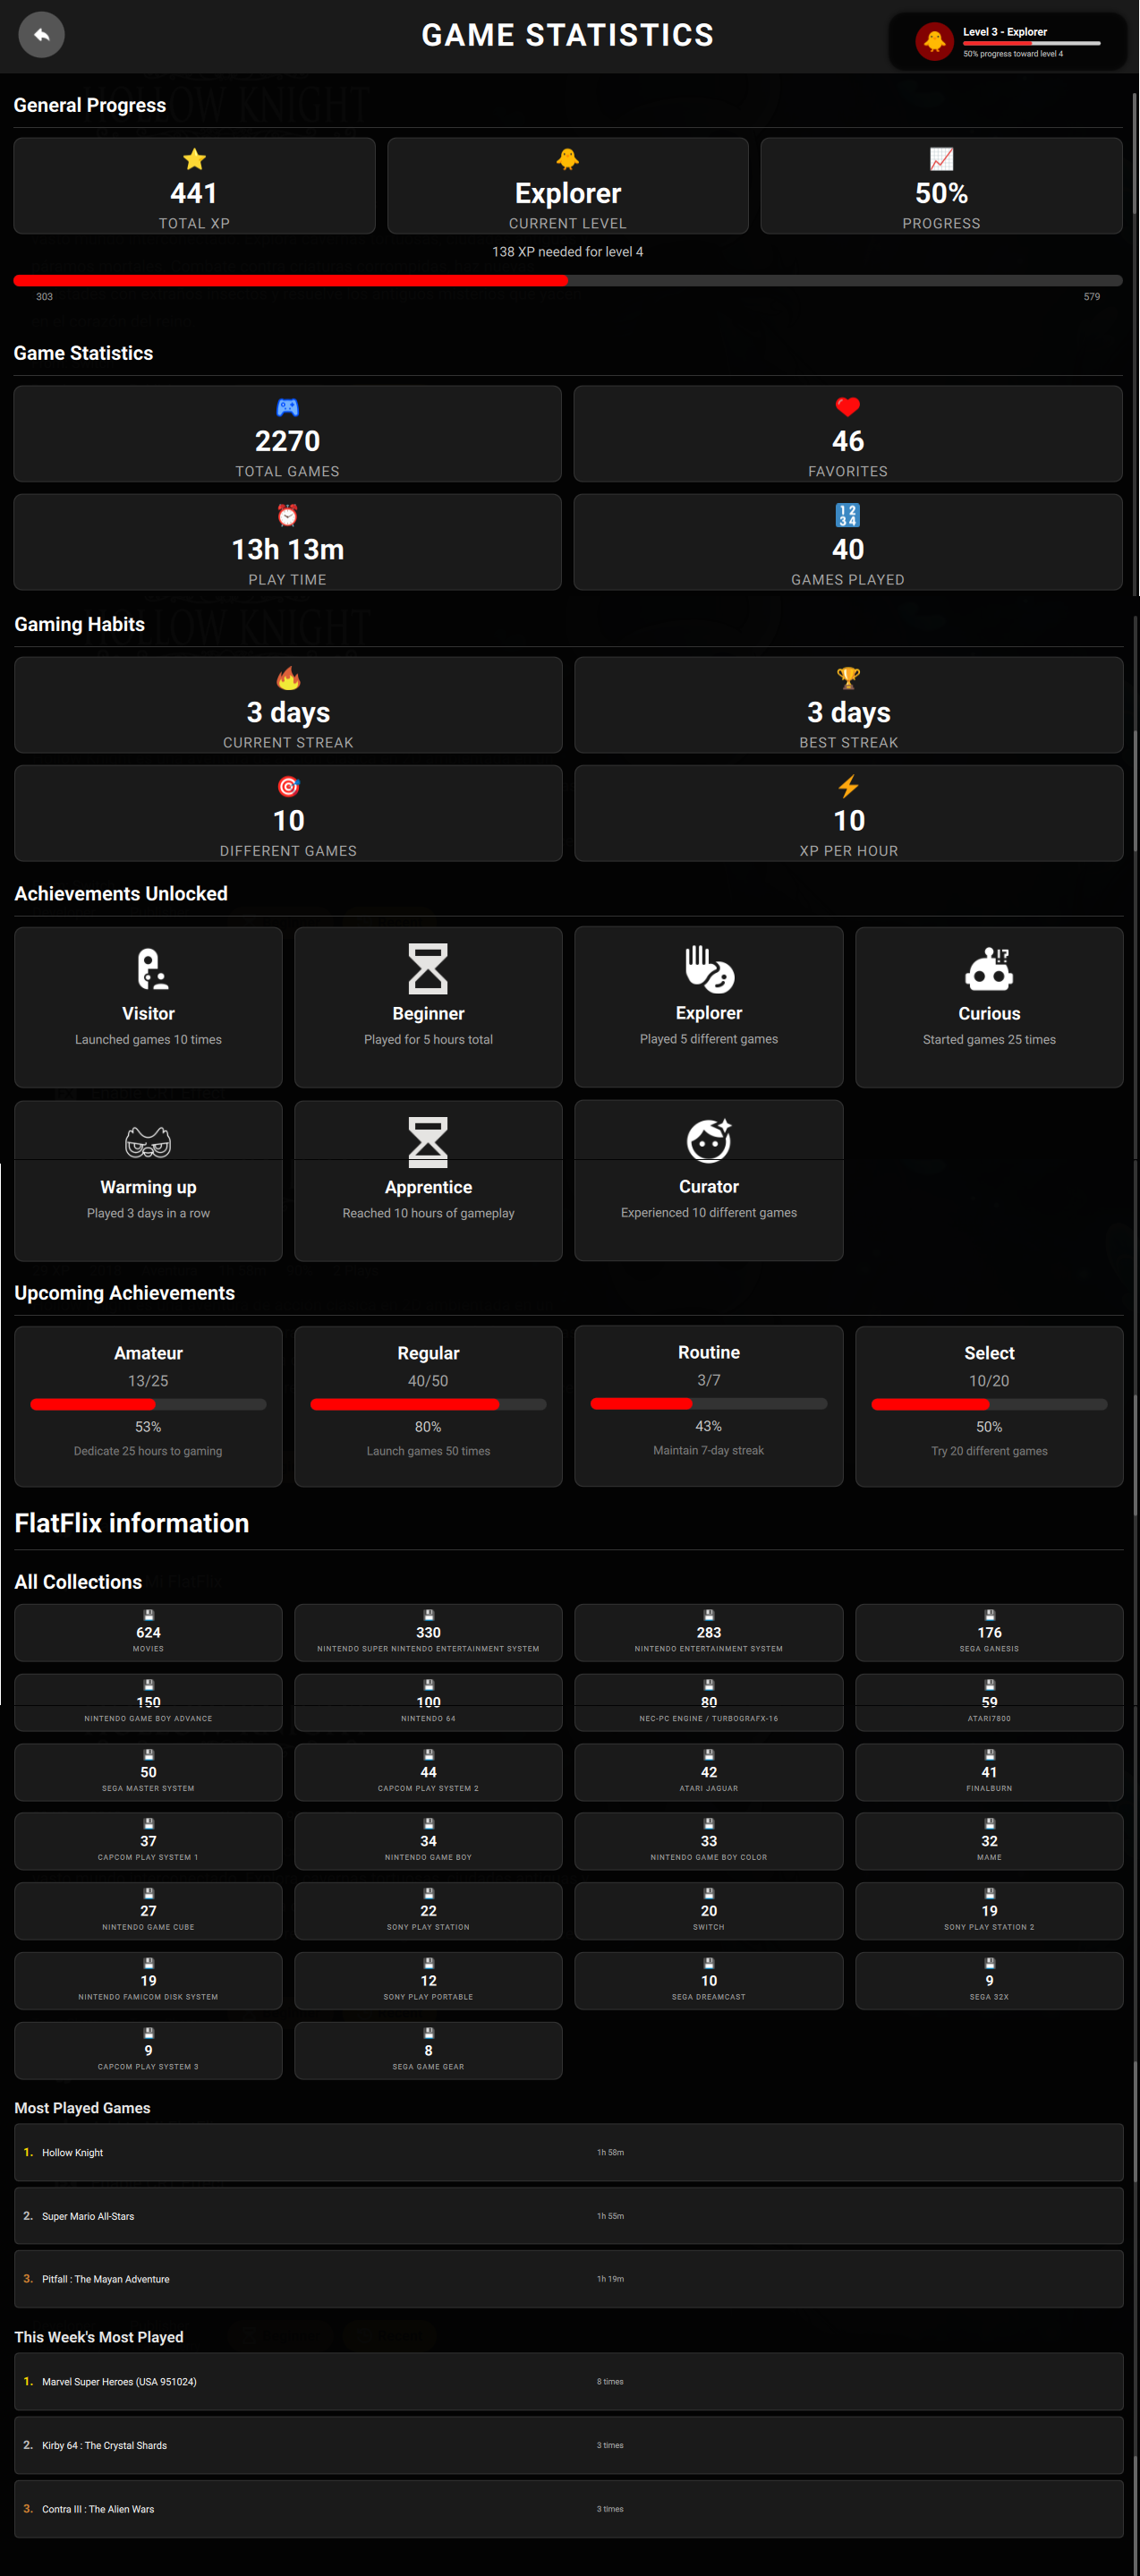 GAME STATISTICS
Level 3 - Explorer
50% progress toward level 4
General Progress
441
TOTAL XP
Explorer
CURRENT LEVEL
50%
PROGRESS
138 XP needed for level 4
303
579
Game Statistics
2270
TOTAL GAMES
46
FAVORITES
13h 13m
PLAY TIME
40
GAMES PLAYED
HOLLOW KNIGHT
Gaming Habits
3 days
CURRENT STREAK
3 days
BEST STREAK
10
DIFFERENT GAMES
10
XP PER HOUR
Achievements Unlocked
Visitor
Launched games 10 times
Beginner
Played for 5 hours total
Explorer
Played 5 different games
Curious
Started games 25 times
Warming up
Played 3 days in a row
Apprentice
Reached 10 hours of gameplay
Curator
Experienced 10 different games
Upcoming Achievements
Amateur
13/25
53%
Dedicate 25 hours to gaming
Regular
40/50
80%
Launch games 50 times
Routine
3/7
43%
Maintain 7-day streak
Select
10/20
50%
Try 20 different games
FlatFlix information
All Collections
624
MOVIES
330
NINTENDO SUPER NINTENDO ENTERTAINMENT SYSTEM
283
NINTENDO ENTERTAINMENT SYSTEM
176
SEGA GANESIS
150
NINTENDO GAME BOY ADVANCE
100
NINTENDO 64
80
NEC-PC ENGINE / TURBOGRAFX-16
59
ATARI7800
50
SEGA MASTER SYSTEM
44
CAPCOM PLAY SYSTEM 2
42
ATARI JAGUAR
41
FINALBURN
37
CAPCOM PLAY SYSTEM 1
34
NINTENDO GAME BOY
33
NINTENDO GAME BOY COLOR
32
MAME
27
NINTENDO GAME CUBE
22
SONY PLAY STATION
20
SWITCH
19
SONY PLAY STATION 2
19
NINTENDO FAMICOM DISK SYSTEM
12
SONY PLAY PORTABLE
10
SEGA DREAMCAST
9
SEGA 32X
9
CAPCOM PLAY SYSTEM 3
8
SEGA GAME GEAR
Most Played Games
1. Hollow Knight 1h 58m
2. Super Mario All-Stars 1h 55m
3. Pitfall : The Mayan Adventure 1h 19m
This Week's Most Played
1. Marvel Super Heroes (USA 951024) 8 times
2. Kirby 64 : The Crystal Shards 3 times
3. Contra III : The Alien Wars 3 times